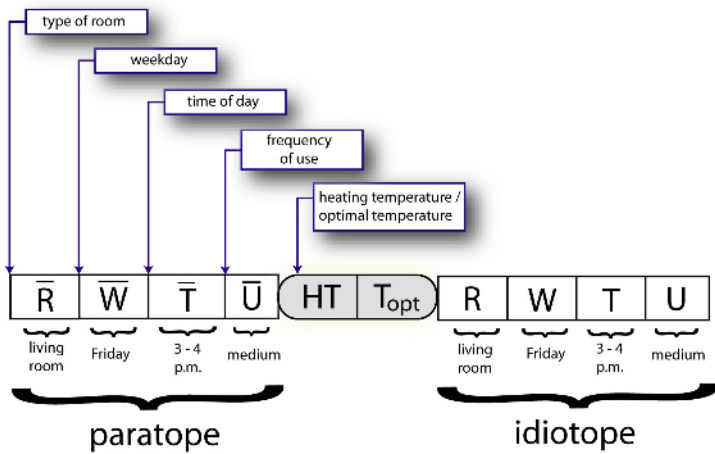 type of room
weekday
time of day
frequency
of use
heating temperature /
optimal temperature
R̅ W̅ T̅ U̅ HT Topt R W T U
living
room
Friday
3 - 4
p.m.
medium
living
room
Friday
3 - 4
p.m.
medium
paratope
idiotope